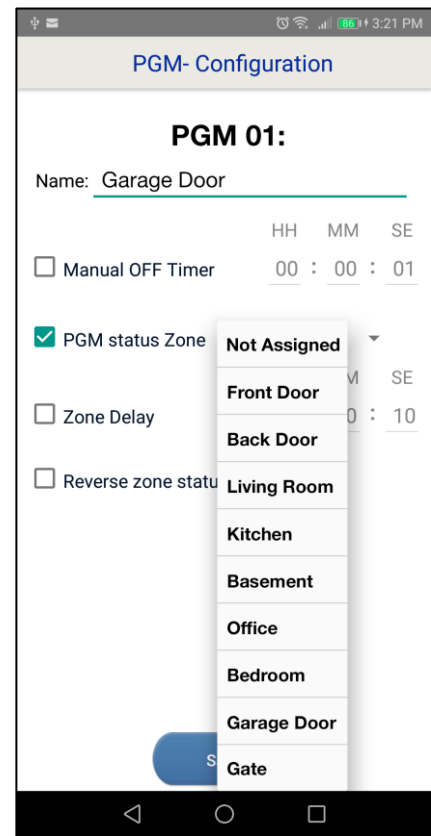 86 3:21 PM
PGM- Configuration
PGM 01:
Name: Garage Door
HH MM SE
Manual OFF Timer 00 : 00 : 01
PGM status Zone
Not Assigned
Front Door
Back Door
Living Room
Kitchen
Basement
Office
Bedroom
Garage Door
Gate
M SE
Zone Delay 0 : 10
Reverse zone statu
S